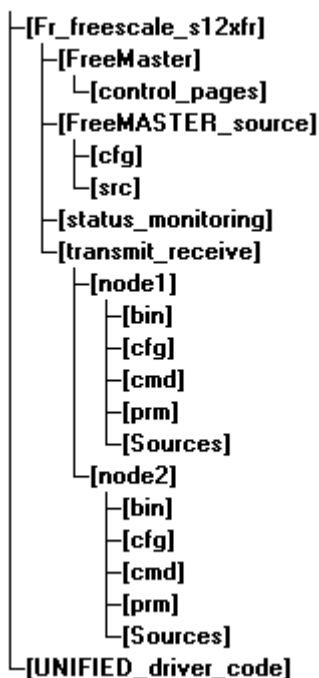 [Fr_freescale_s12xfr]
[FreeMaster]
[control_pages]
[FreeMASTER_source]
[cfg]
[src]
[status_monitoring]
[transmit_receive]
[node1]
[bin]
[cfg]
[cmd]
[prm]
[Sources]
[node2]
[bin]
[cfg]
[cmd]
[prm]
[Sources]
[UNIFIED_driver_code]